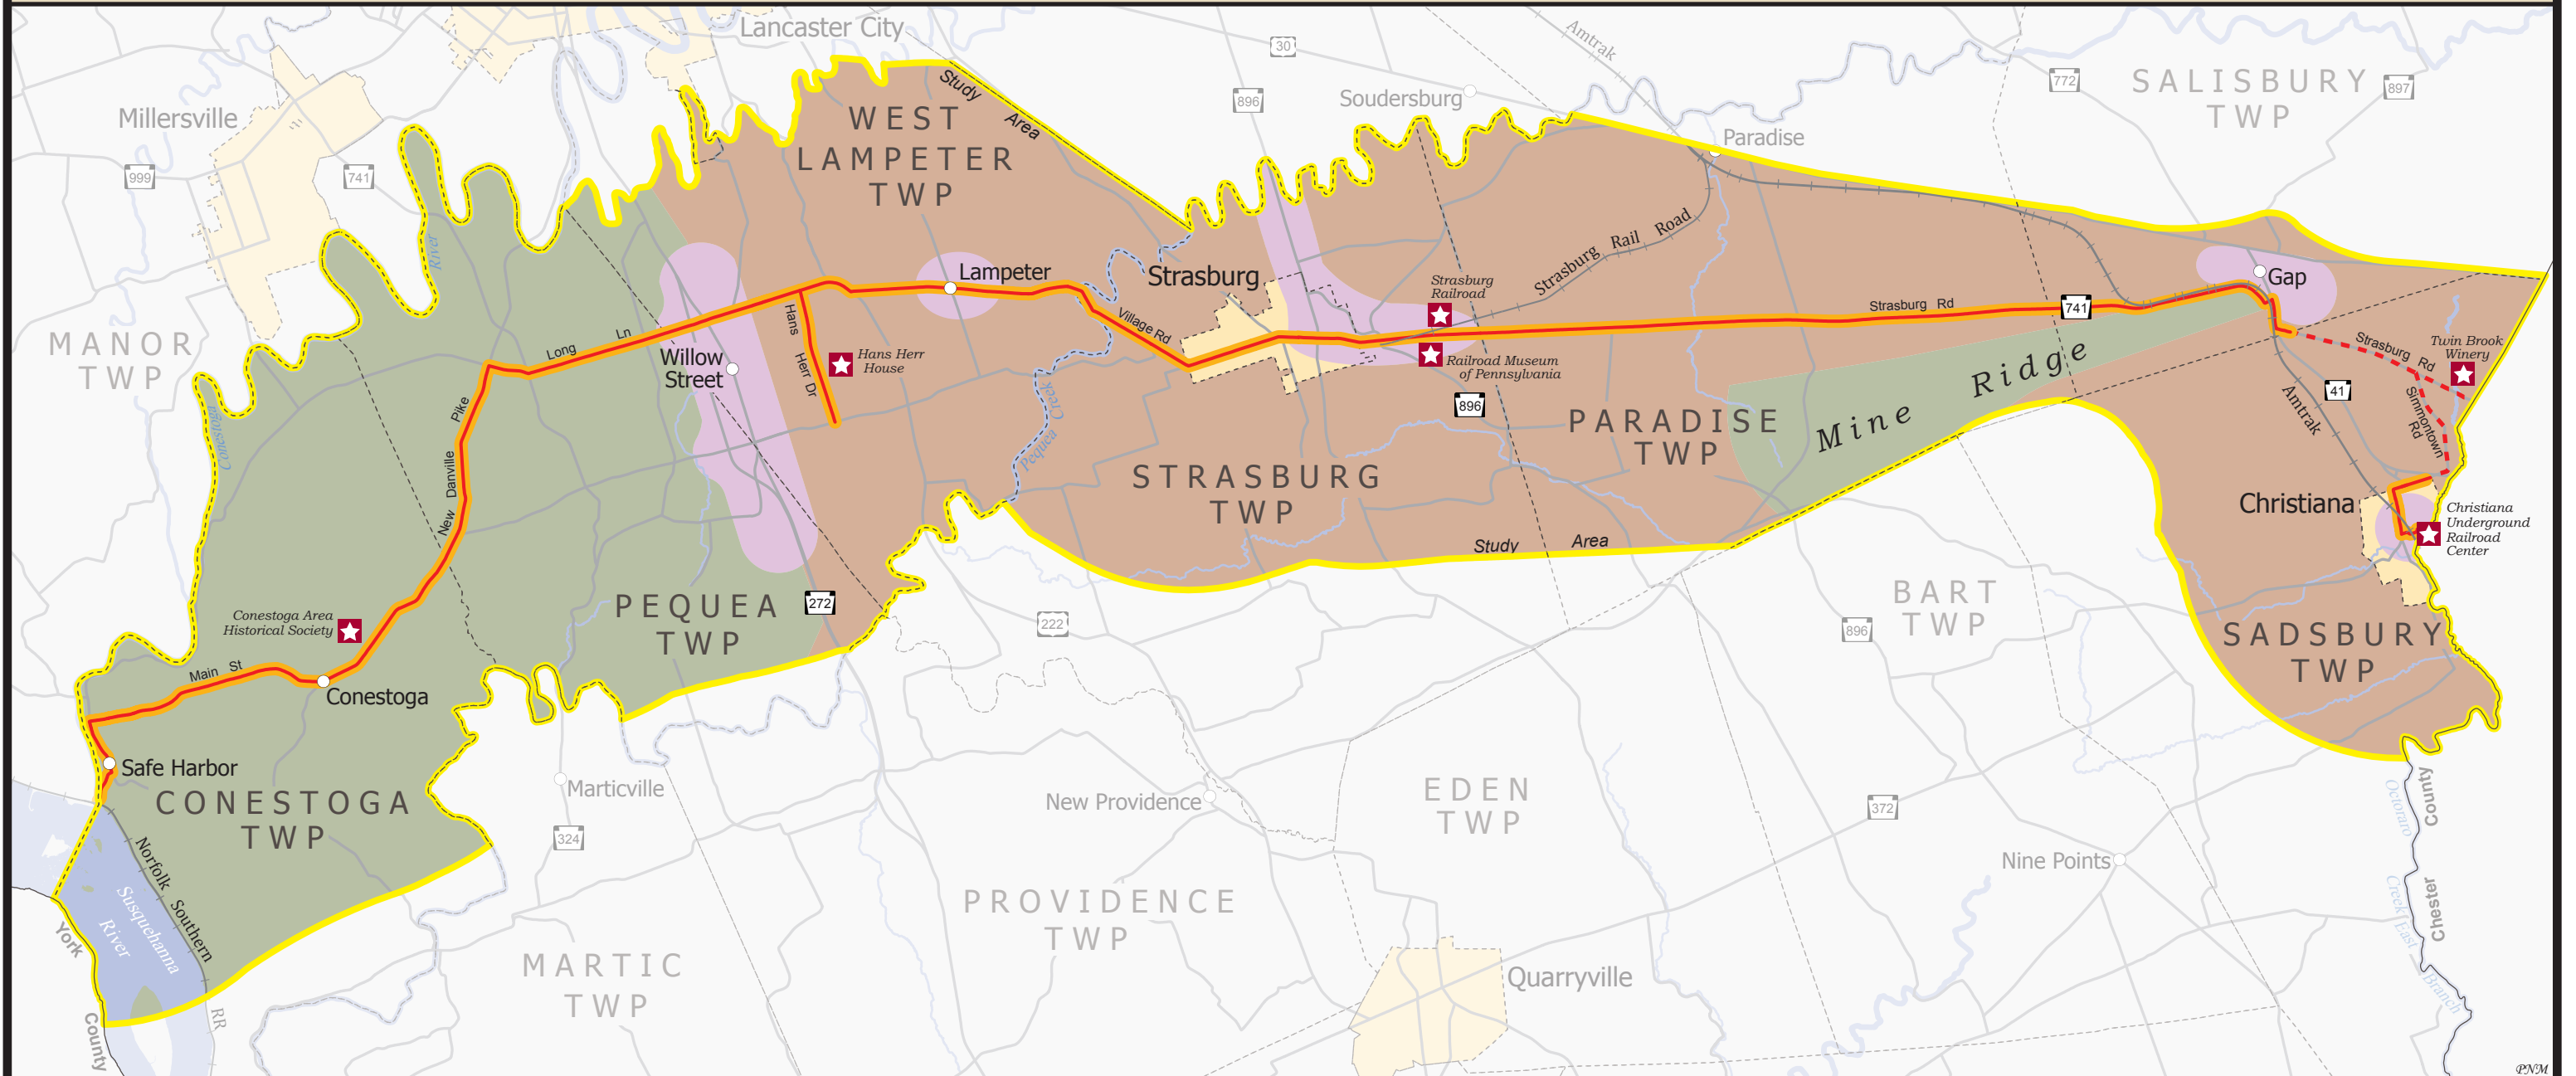 Lancaster City
Amtrak
30
Millersville
896
Soudersburg
772
SALISBURY
TWP
897
Study Area
WEST
LAMPETER
TWP
Paradise
999
741
River
Strasburg Rail Road
Lampeter
Strasburg
Strasburg
Railroad
Gap
MANOR
TWP
Hans Herr Dr
Village Rd
Strasburg Rd
741
Long Ln
Willow
Street
Hans Herr
House
Railroad Museum
of Pennsylvania
Mine Ridge
Strasburg Rd
Twin Brook
Winery
Conestoga
New Danville Pike
Pequea Creek
896
PARADISE
TWP
Amtrak
41
Simmontown
Rd
STRASBURG
TWP
Christiana
Christiana
Underground
Railroad
Center
Study Area
PEQUEA
TWP
272
Conestoga Area
Historical Society
222
BART
TWP
896
SADSBURY
TWP
Main St
Conestoga
Safe Harbor
CONESTOGA
TWP
Marticville
324
New Providence
EDEN
TWP
372
Nine Points
Norfolk Southern
RR
Susquehanna
River
York
County
MARTIC
TWP
PROVIDENCE
TWP
Quarryville
Octoraro
Creek East
Branch
County
Chester
PNM